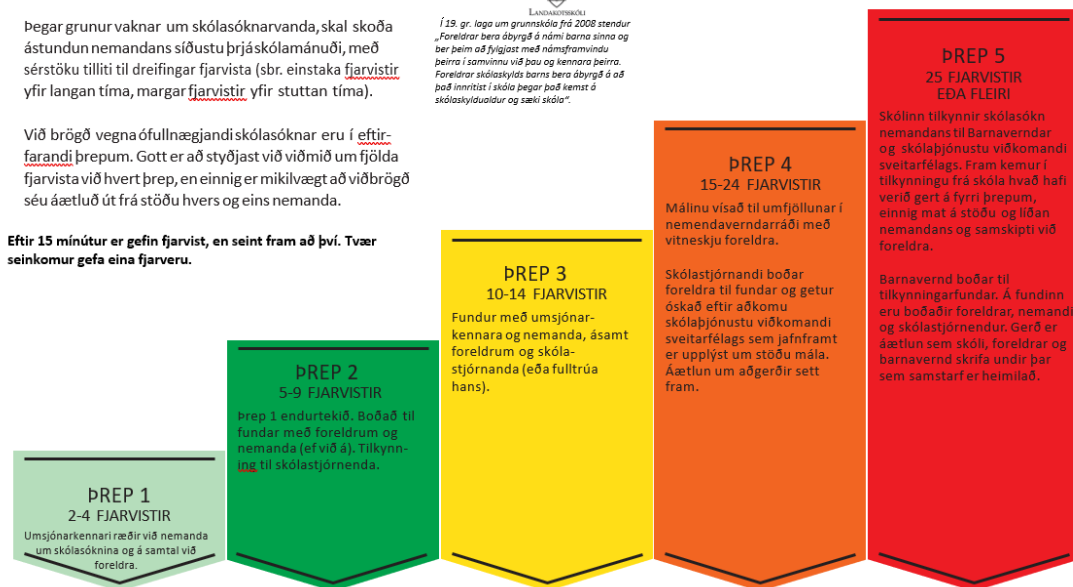 Þegar grunur vaknar um skólasóknarvanda, skal skoða
ástundun nemandans síðustu þrjáskólamánuði, með
sérstöku tilliti til dreifingar fjarvista (sbr. einstaka fjarvistir
yfir langan tíma, margar fjarvistir yfir stuttan tíma).
Við brögð vegna ófullnægjandi skólasóknar eru í eftir-
farandi þrepum. Gott er að styðjast við viðmið um fjölda
fjarvista við hvert þrep, en einnig er mikilvægt að viðbrögð
séu áætluð út frá stöðu hvers og eins nemanda.
Eftir 15 mínútur er gefin fjarvist, en seint fram að því. Tvær
seinkomur gefa eina fjarveru.
LANDAKOTSSKÓLI
Í 19. gr. laga um grunnskóla frá 2008 stendur
„Foreldrar bera ábyrgð á námi barna sinna og
ber þeim að fylgjast með námsframvindu
þeirra í samvinnu við þau og kennara þeirra.
Foreldrar skólaskylds barns bera ábyrgð á að
það innritist í skóla þegar það kemst á
skólaskyldualdur og sæki skóla“.
ÞREP 1
2-4 FJARVISTIR
Umsjónarkennari ræðir við nemanda
um skólasóknina og á samtal við
foreldra.
ÞREP 2
5-9 FJARVISTIR
Þrep 1 endurtekið. Boðað til
fundar með foreldrum og
nemanda (ef við á). Tilkynn-
ing til skólastjórnenda.
ÞREP 3
10-14 FJARVISTIR
Fundur með umsjónar-
kennara og nemanda, ásamt
foreldrum og skóla-
stjórnanda (eða fulltrúa
hans).
ÞREP 4
15-24 FJARVISTIR
Málinu vísað til umfjöllunar í
nemendaverndarráði með
vitneskju foreldra.
Skólastjórnandi boðar
foreldra til fundar og getur
óskað eftir aðkomu
skólaþjónustu viðkomandi
sveitarfélags sem jafnframt
er upplýst um stöðu mála.
Áætlun um aðgerðir sett
fram.
ÞREP 5
25 FJARVISTIR
EÐA FLEIRI
Skólinn tilkynnir skólasókn
nemandans til Barnaverndar
og skólaþjónustu viðkomandi
sveitarfélags. Fram kemur í
tilkynningu frá skóla hvað hafi
verið gert á fyrri þrepum,
einnig mat á stöðu og líðan
nemandans og samskipti við
foreldra.
Barnavernd boðar til
tilkynningarfundar. Á fundinn
eru boðaðir foreldrar, nemandi
og skólastjórnendur. Gerð er
áætlun sem skóli, foreldrar og
barnavernd skrifa undir þar
sem samstarf er heimilað.